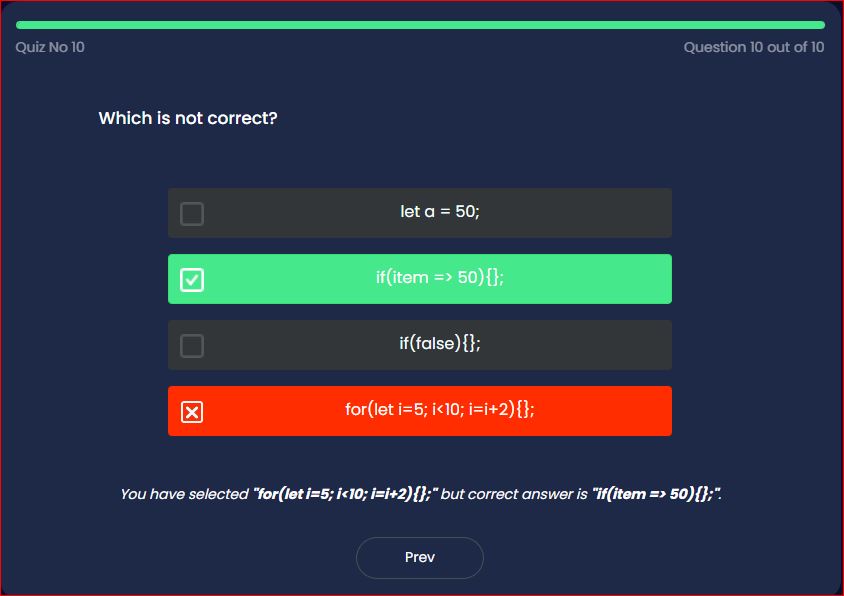 Quiz No 10
Question 10 out of 10
Which is not correct?
let a = 50;
if(item => 50){};
if(false){};
for(let i=5; i<10; i=i+2){};
You have selected "for(let i=5; i<10; i=i+2){};" but correct answer is "if(item => 50){};".
Prev